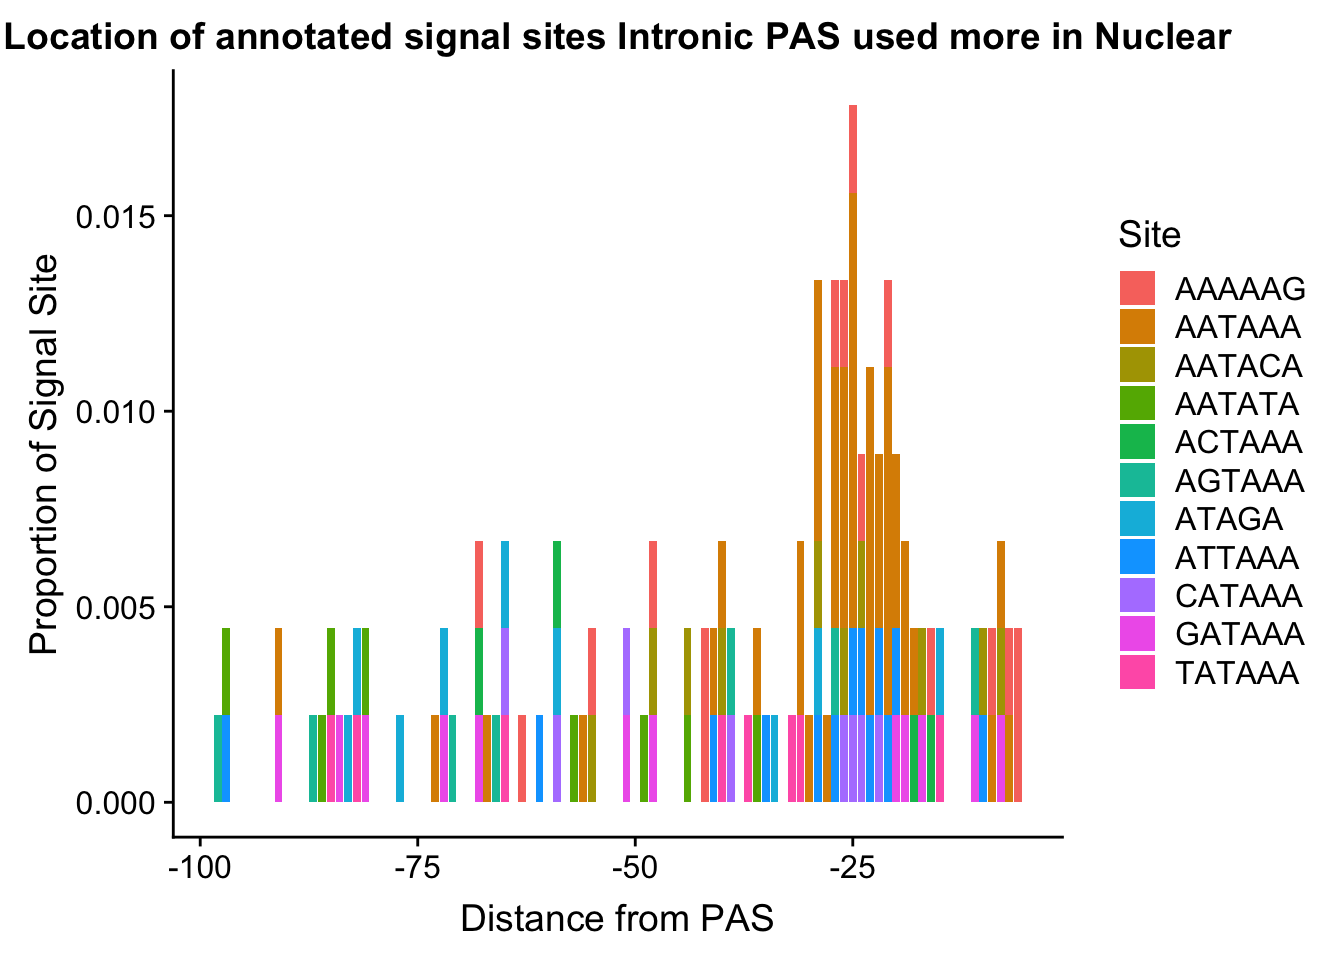 Location of annotated signal sites Intronic PAS used more in Nuclear
Proportion of Signal Site
0.015
0.010
0.005
0.000
-100
-75
-50
-25
Distance from PAS
Site
AAAAAG
AATAAA
AATACA
AATATA
ACTAAA
AGTAAA
ATAGA
ATTAAA
CATAAA
GATAAA
TATAAA